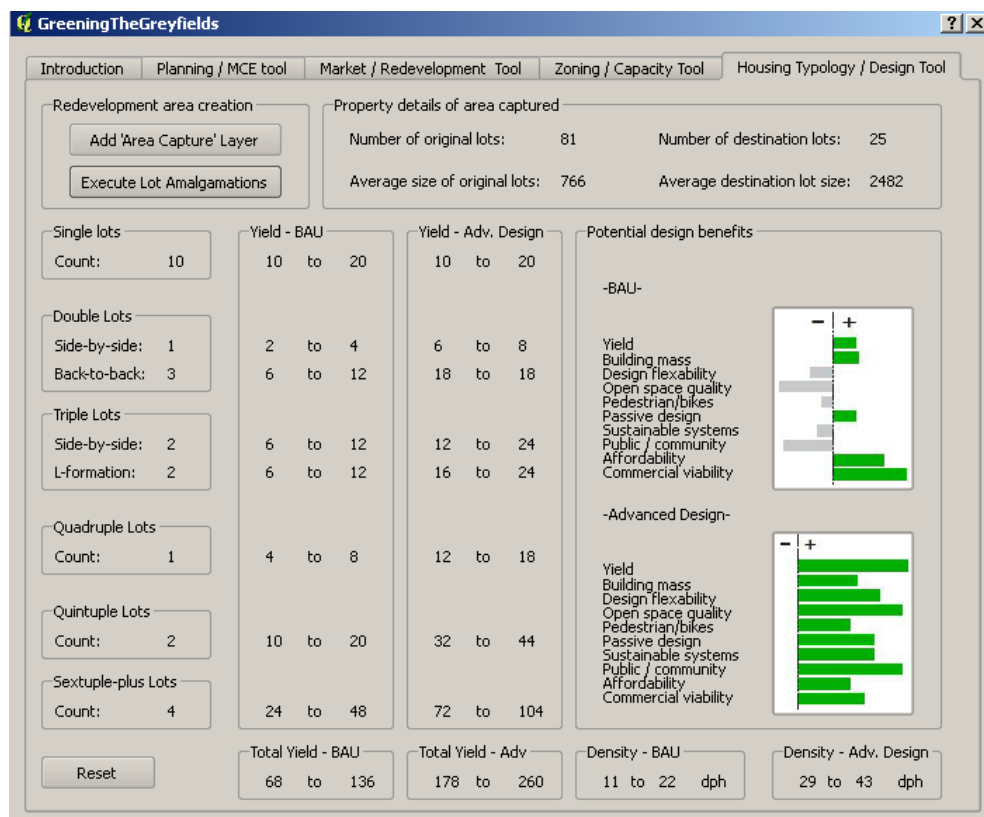 GreeningTheGreyfields
? ×
Introduction Planning / MCE tool Market / Redevelopment Tool Zoning / Capacity Tool Housing Typology / Design Tool
Redevelopment area creation Property details of area captured
Add 'Area Capture' Layer Number of original lots: 81 Number of destination lots: 25
Execute Lot Amalgamations Average size of original lots: 766 Average destination lot size: 2482
Single lots Yield - BAU Yield - Adv. Design Potential design benefits
Count: 10 10 to 20 10 to 20
-BAU-
Double Lots
Side-by-side: 1 2 to 4 6 to 8
Back-to-back: 3 6 to 12 18 to 18
Triple Lots
Side-by-side: 2 6 to 12 12 to 24
L-formation: 2 6 to 12 16 to 24
− +
Yield
Building mass
Design flexability
Open space quality
Pedestrian/bikes
Passive design
Sustainable systems
Public / community
Affordability
Commercial viability
-Advanced Design-
Quadruple Lots
Count: 1 4 to 8 12 to 18
Quintuple Lots
Count: 2 10 to 20 32 to 44
Sextuple-plus Lots
Count: 4 24 to 48 72 to 104
− +
Yield
Building mass
Design flexability
Open space quality
Pedestrian/bikes
Passive design
Sustainable systems
Public / community
Affordability
Commercial viability
Reset
Total Yield - BAU Total Yield - Adv Density - BAU Density - Adv. Design
68 to 136 178 to 260 11 to 22 dph 29 to 43 dph